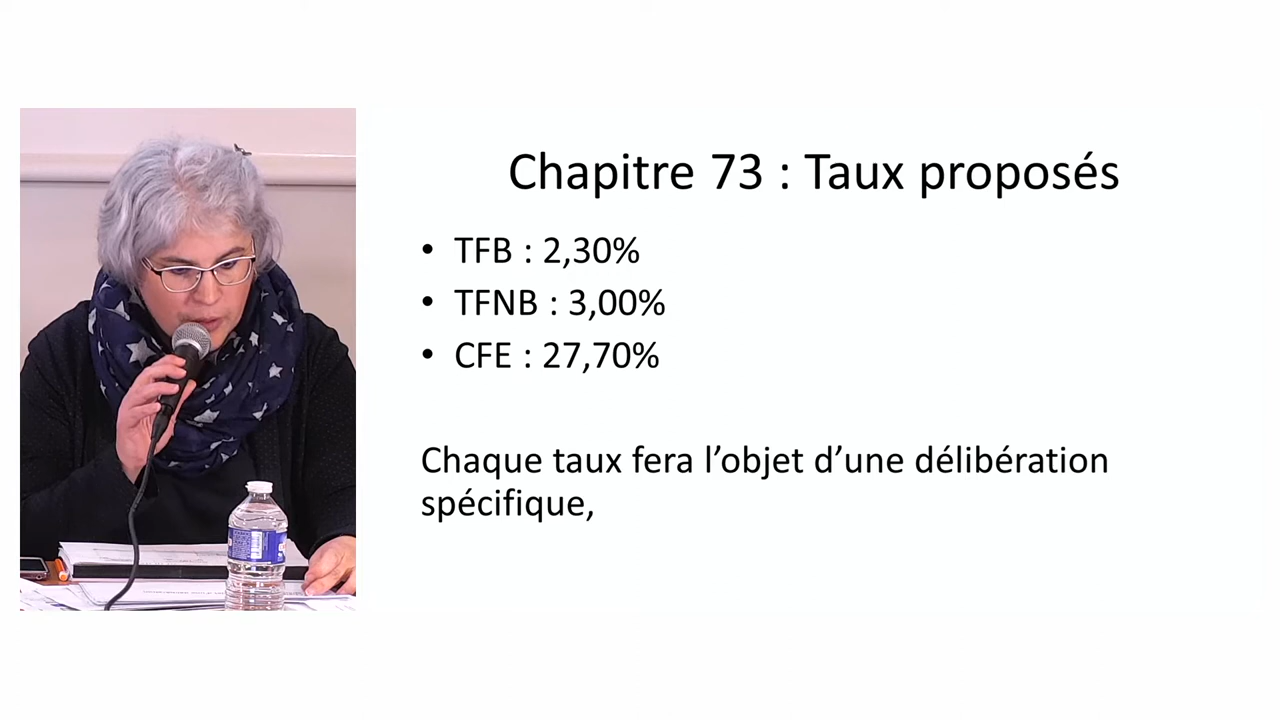 Chapitre 73 : Taux proposés
• TFB : 2,30%
• TFNB : 3,00%
• CFE : 27,70%
Chaque taux fera l’objet d’une délibération
spécifique,